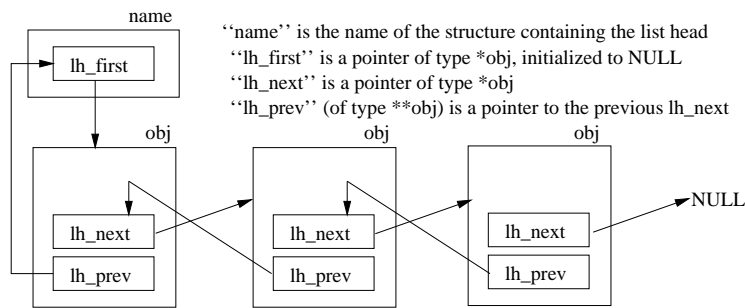 name
‘‘name’’ is the name of the structure containing the list head
‘‘lh_first’’ is a pointer of type *obj, initialized to NULL
‘‘lh_next’’ is a pointer of type *obj
‘‘lh_prev’’ (of type **obj) is a pointer to the previous lh_next
lh_first
obj
obj
obj
lh_next
lh_prev
lh_next
lh_prev
lh_next
lh_prev
NULL